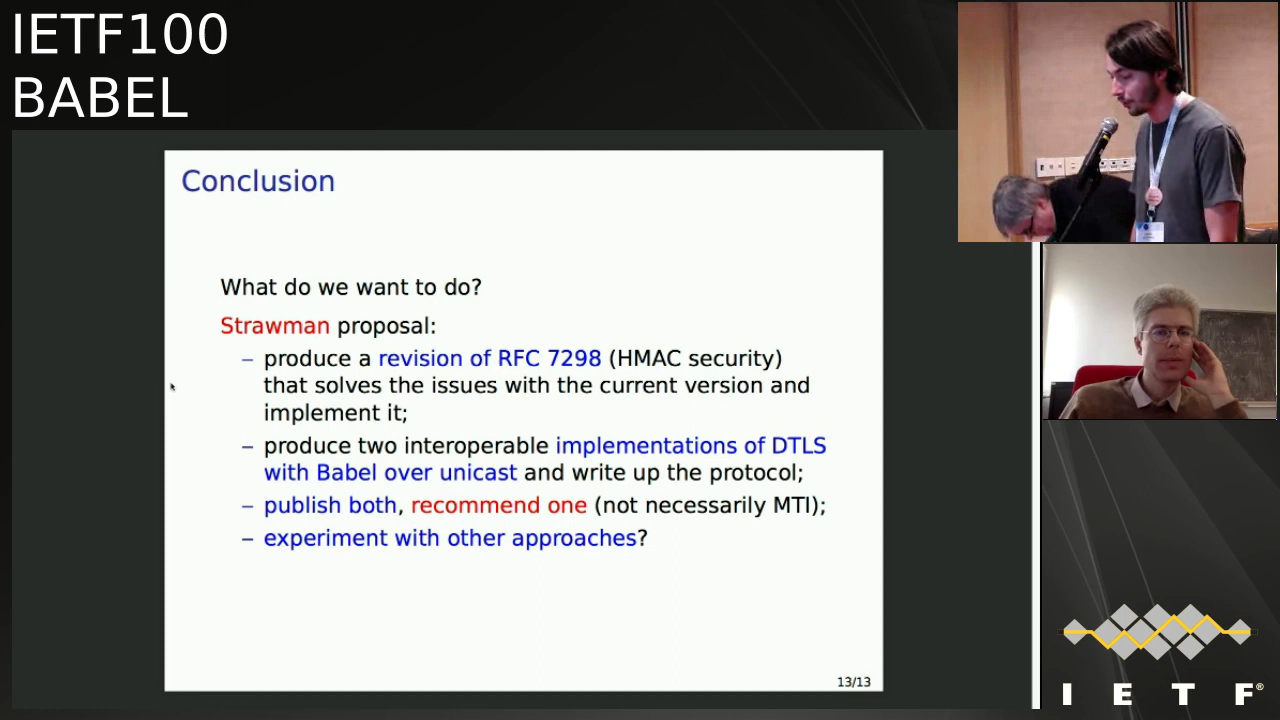 IETF100
BABEL
Conclusion
What do we want to do?
Strawman proposal:
– produce a revision of RFC 7298 (HMAC security)
that solves the issues with the current version and
implement it;
– produce two interoperable implementations of DTLS
with Babel over unicast and write up the protocol;
– publish both, recommend one (not necessarily MTI);
– experiment with other approaches?
13/13
I E T F®